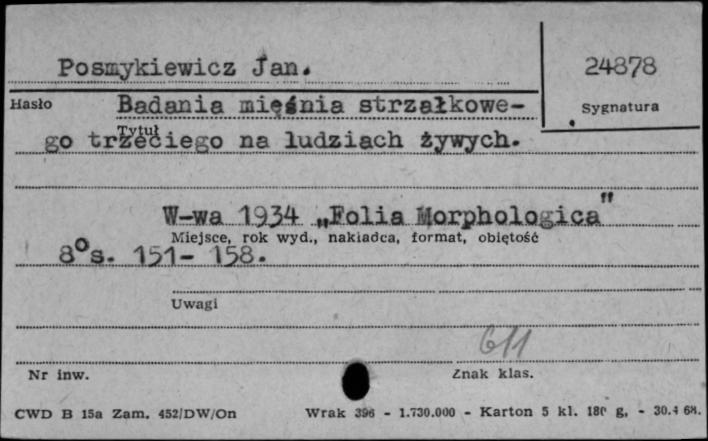 Posmykiewicz Jan.
24878
Hasło
Badania mięśnia strzałkowe-
Sygnatura
Tytuł
go trzeciego na ludziach żywych.
W-wa 1934 „Folia Morphologica"
Miejsce, rok wyd., nakładca, format, objętość
8° s. 151- 158.
Uwagi
611
Nr inw.
Znak klas.
CWD B 15a Zam. 452/DW/On
Wrak 396 - 1.730.000 - Karton 5 kl. 180 g, - 30.4 68.